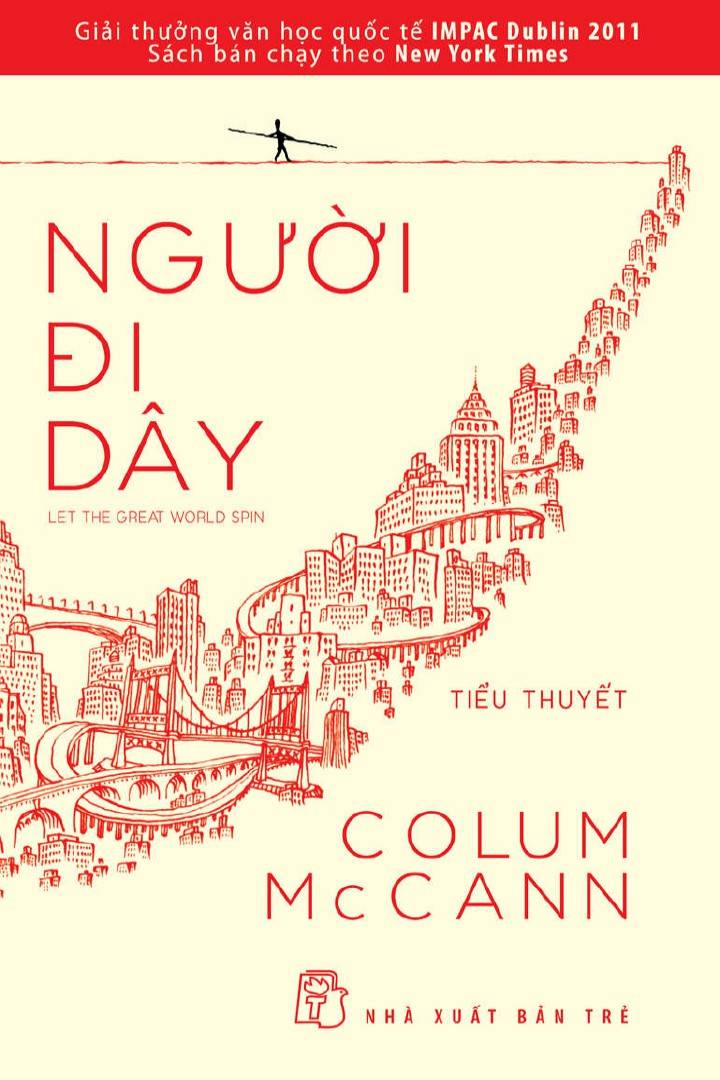 Giải thưởng văn học quốc tế IMPAC Dublin 2011
Sách bán chạy theo New York Times
NGƯỜI
ĐI
DÂY
LET THE GREAT WORLD SPIN
TIỂU THUYẾT
COLUM
McCANN
T
NHÀ XUẤT BẢN TRẺ